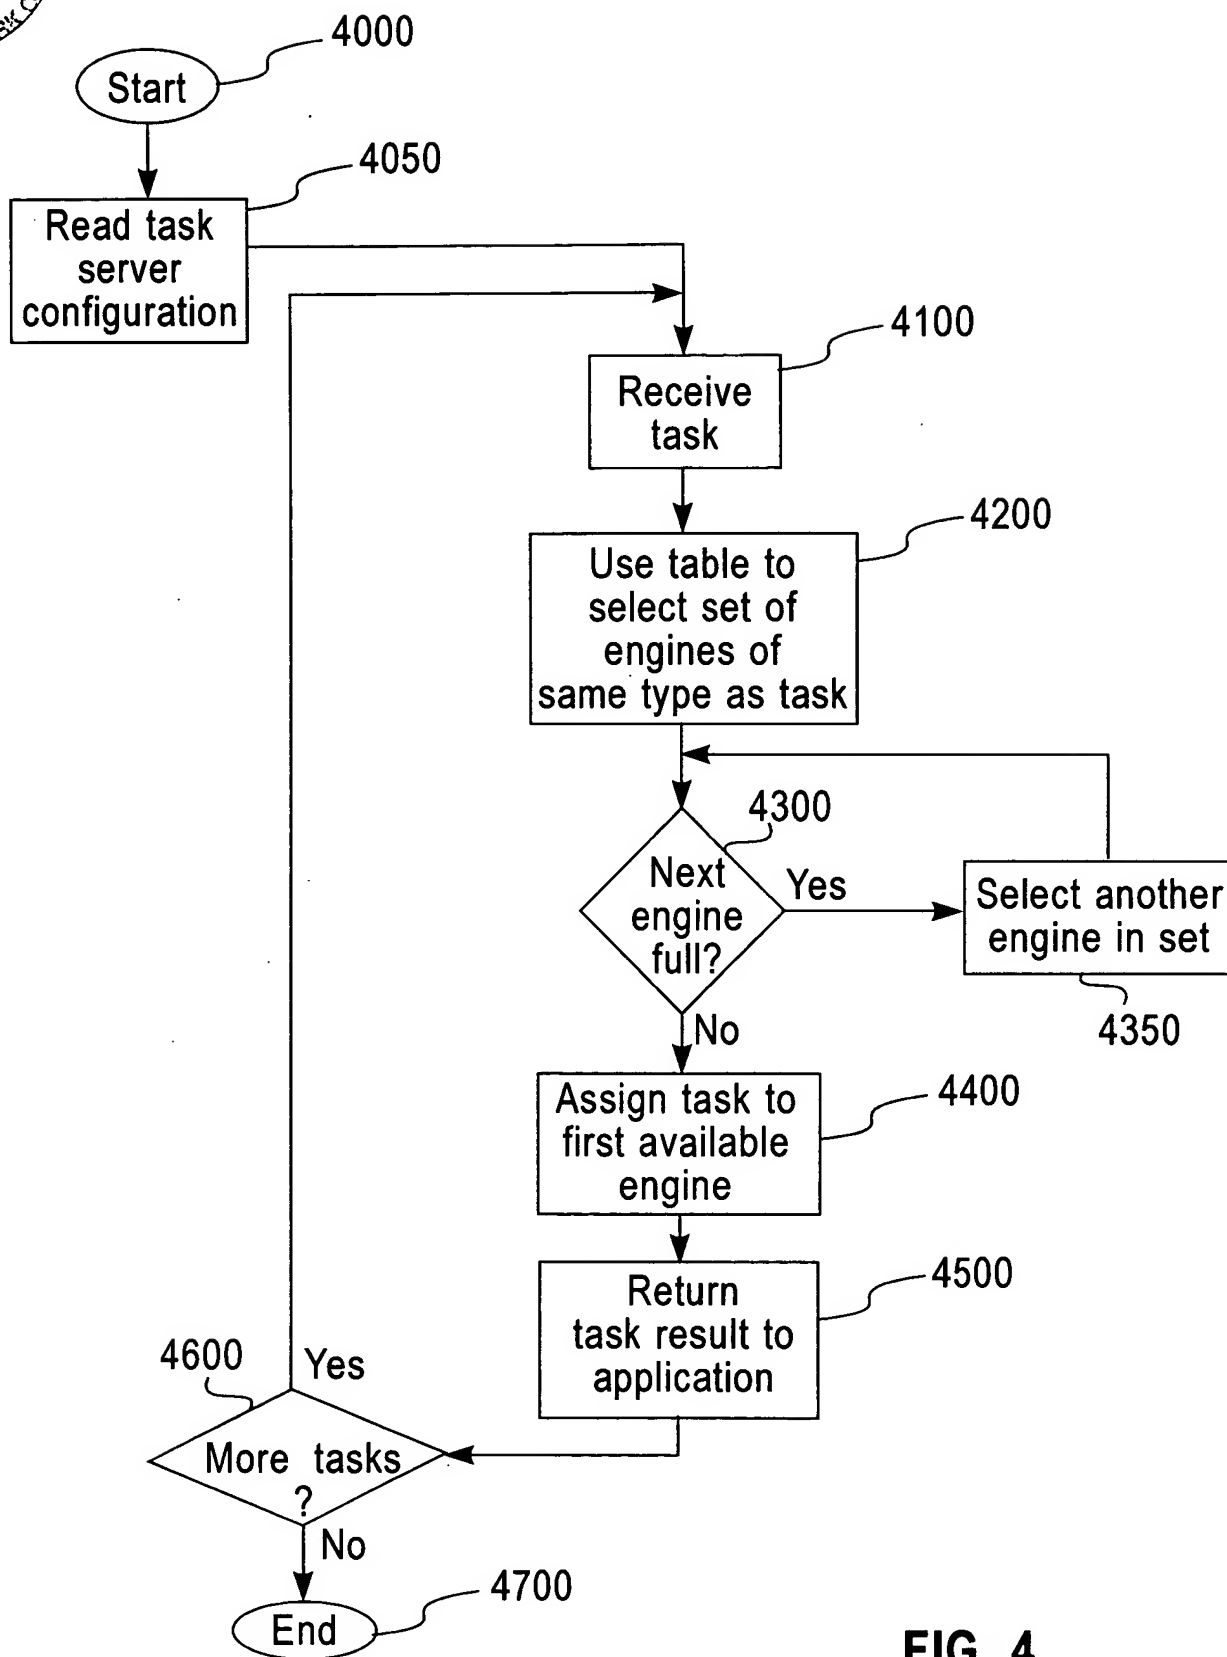 4000
Start
4050
Read task
server
configuration
4100
Receive
task
4200
Use table to
select set of
engines of
same type as task
4300
Next
engine
full?
Yes
Select another
engine in set
4350
No
Assign task to
first available
engine
4400
Return
task result to
application
4500
4600
Yes
More tasks
?
No
4700
End
FIG. 4